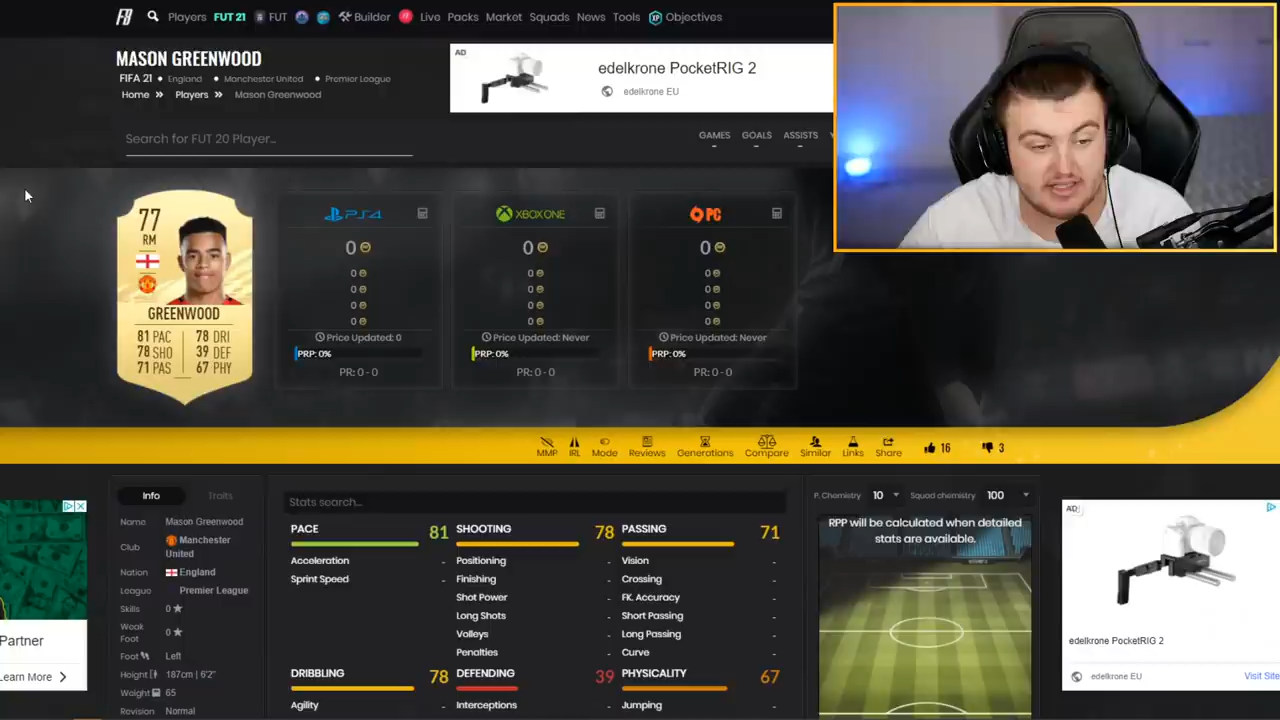 FB Players FUT 21 FUT Builder Live Packs Market Squads News Tools Objectives
MASON GREENWOOD
FIFA 21 England Manchester United Premier League
Home Players Mason Greenwood
AD
edelkrone PocketRIG 2
edelkrone EU
Search for FUT 20 Player...
GAMES GOALS ASSISTS
- - -
77
RM
GREENWOOD
81 PAC 78 DRI
78 SHO 39 DEF
71 PAS 67 PHY
PS4
0
0
0
0
0
Price Updated: 0
PRP: 0%
PR: 0 - 0
XBOX ONE
0
0
0
0
0
Price Updated: Never
PRP: 0%
PR: 0 - 0
PC
0
0
0
0
0
Price Updated: Never
PRP: 0%
PR: 0 - 0
MMP IRL Mode Reviews Generations Compare Similar Links Share 16 3
Partner
Learn More
Info Traits
Name Mason Greenwood
Club Manchester United
Nation England
League Premier League
Skills 0
Weak Foot 0
Foot Left
Height 187cm | 6'2"
Weight 65
Revision Normal
Stats search...
PACE 81
Acceleration -
Sprint Speed -
SHOOTING 78
Positioning -
Finishing -
Shot Power -
Long Shots -
Volleys -
Penalties -
PASSING 71
Vision -
Crossing -
FK. Accuracy -
Short Passing -
Long Passing -
Curve -
DRIBBLING 78
Agility -
DEFENDING 39
Interceptions -
PHYSICALITY 67
Jumping -
P. Chemistry 10 Squad chemistry 100
RPP will be calculated when detailed
stats are available.
AD
edelkrone PocketRIG 2
edelkrone EU Visit Site